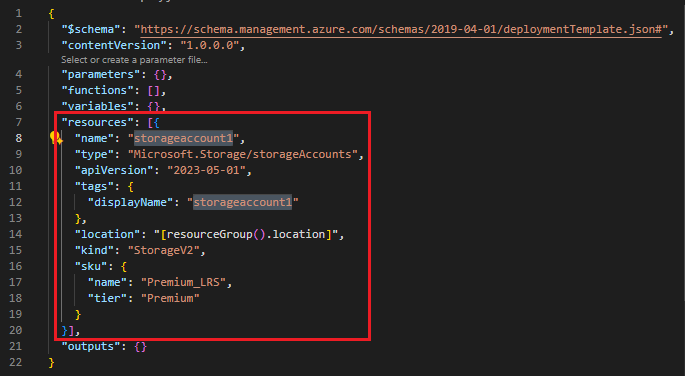 1 {
2 "$schema": "https://schema.management.azure.com/schemas/2019-04-01/deploymentTemplate.json#",
3 "contentVersion": "1.0.0.0",
Select or create a parameter file...
4 "parameters": {},
5 "functions": [],
6 "variables": {},
7 "resources": [{
8 "name": "storageaccount1",
9 "type": "Microsoft.Storage/storageAccounts",
10 "apiVersion": "2023-05-01",
11 "tags": {
12 "displayName": "storageaccount1"
13 },
14 "location": "[resourceGroup().location]",
15 "kind": "StorageV2",
16 "sku": {
17 "name": "Premium_LRS",
18 "tier": "Premium"
19 }
20 }],
21 "outputs": {}
22 }